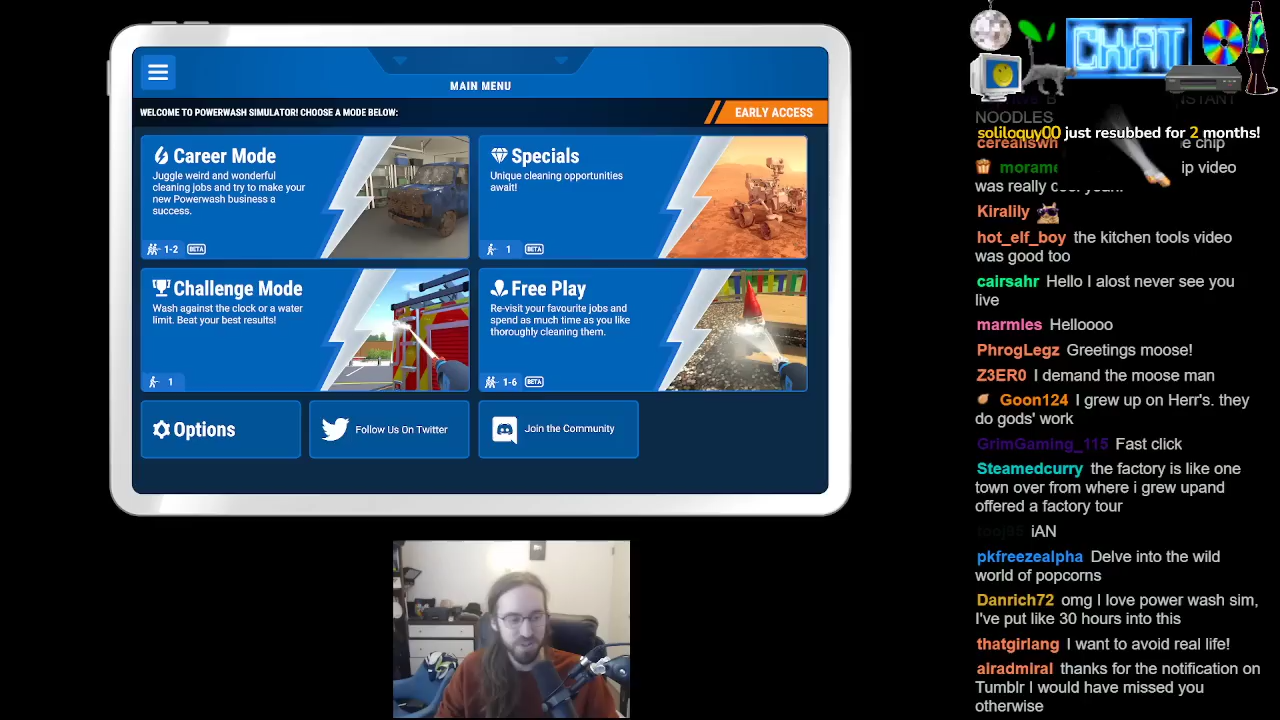 MAIN MENU
WELCOME TO POWERWASH SIMULATOR! CHOOSE A MODE BELOW:
EARLY ACCESS
Career Mode
Juggle weird and wonderful
cleaning jobs and try to make your
new Powerwash business a
success.
1-2 BETA
Specials
Unique cleaning opportunities
await!
1 BETA
Challenge Mode
Wash against the clock or a water
limit. Beat your best results!
1
Free Play
Re-visit your favourite jobs and
spend as much time as you like
thoroughly cleaning them.
1-6 BETA
Options
Follow Us On Twitter
Join the Community
CHAT
NOODLES
soliloquy00 just resubbed for 2 months!
e chip
morame ip video
was really
Kiralily
hot_elf_boy the kitchen tools video
was good too
cairsahr Hello I alost never see you
live
marmles Helloooo
PhrogLegz Greetings moose!
Z3ER0 I demand the moose man
Goon124 I grew up on Herr's. they
do gods' work
GrimGaming_115 Fast click
Steamedcurry the factory is like one
town over from where i grew upand
offered a factory tour
iAN
pkfreezealpha Delve into the wild
world of popcorns
Danrich72 omg I love power wash sim,
I've put like 30 hours into this
thatgirlang I want to avoid real life!
alradmiral thanks for the notification on
Tumblr I would have missed you
otherwise